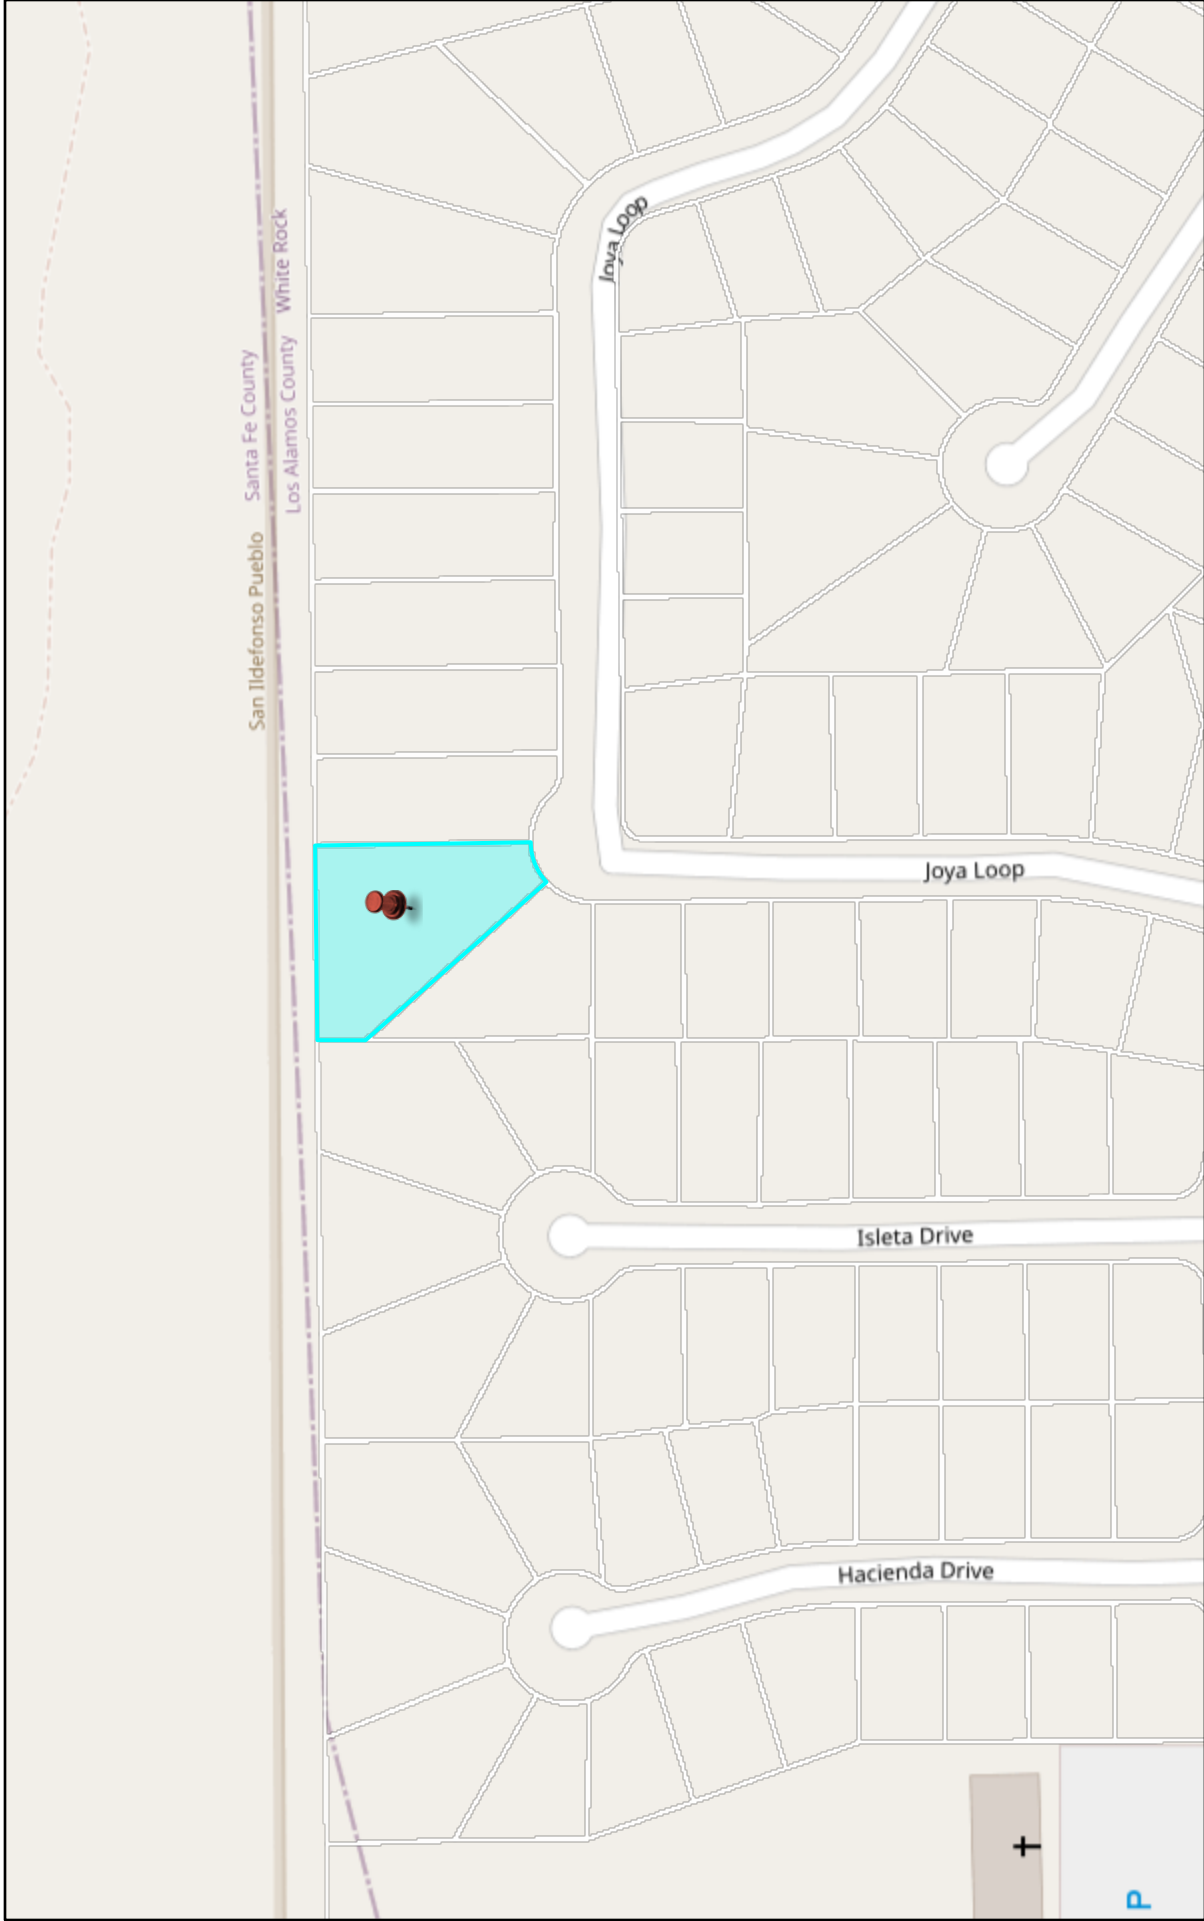 Joya Loop
White Rock
Santa Fe County
Los Alamos County
San Ildefonso Pueblo
Joya Loop
Isleta Drive
Hacienda Drive
P